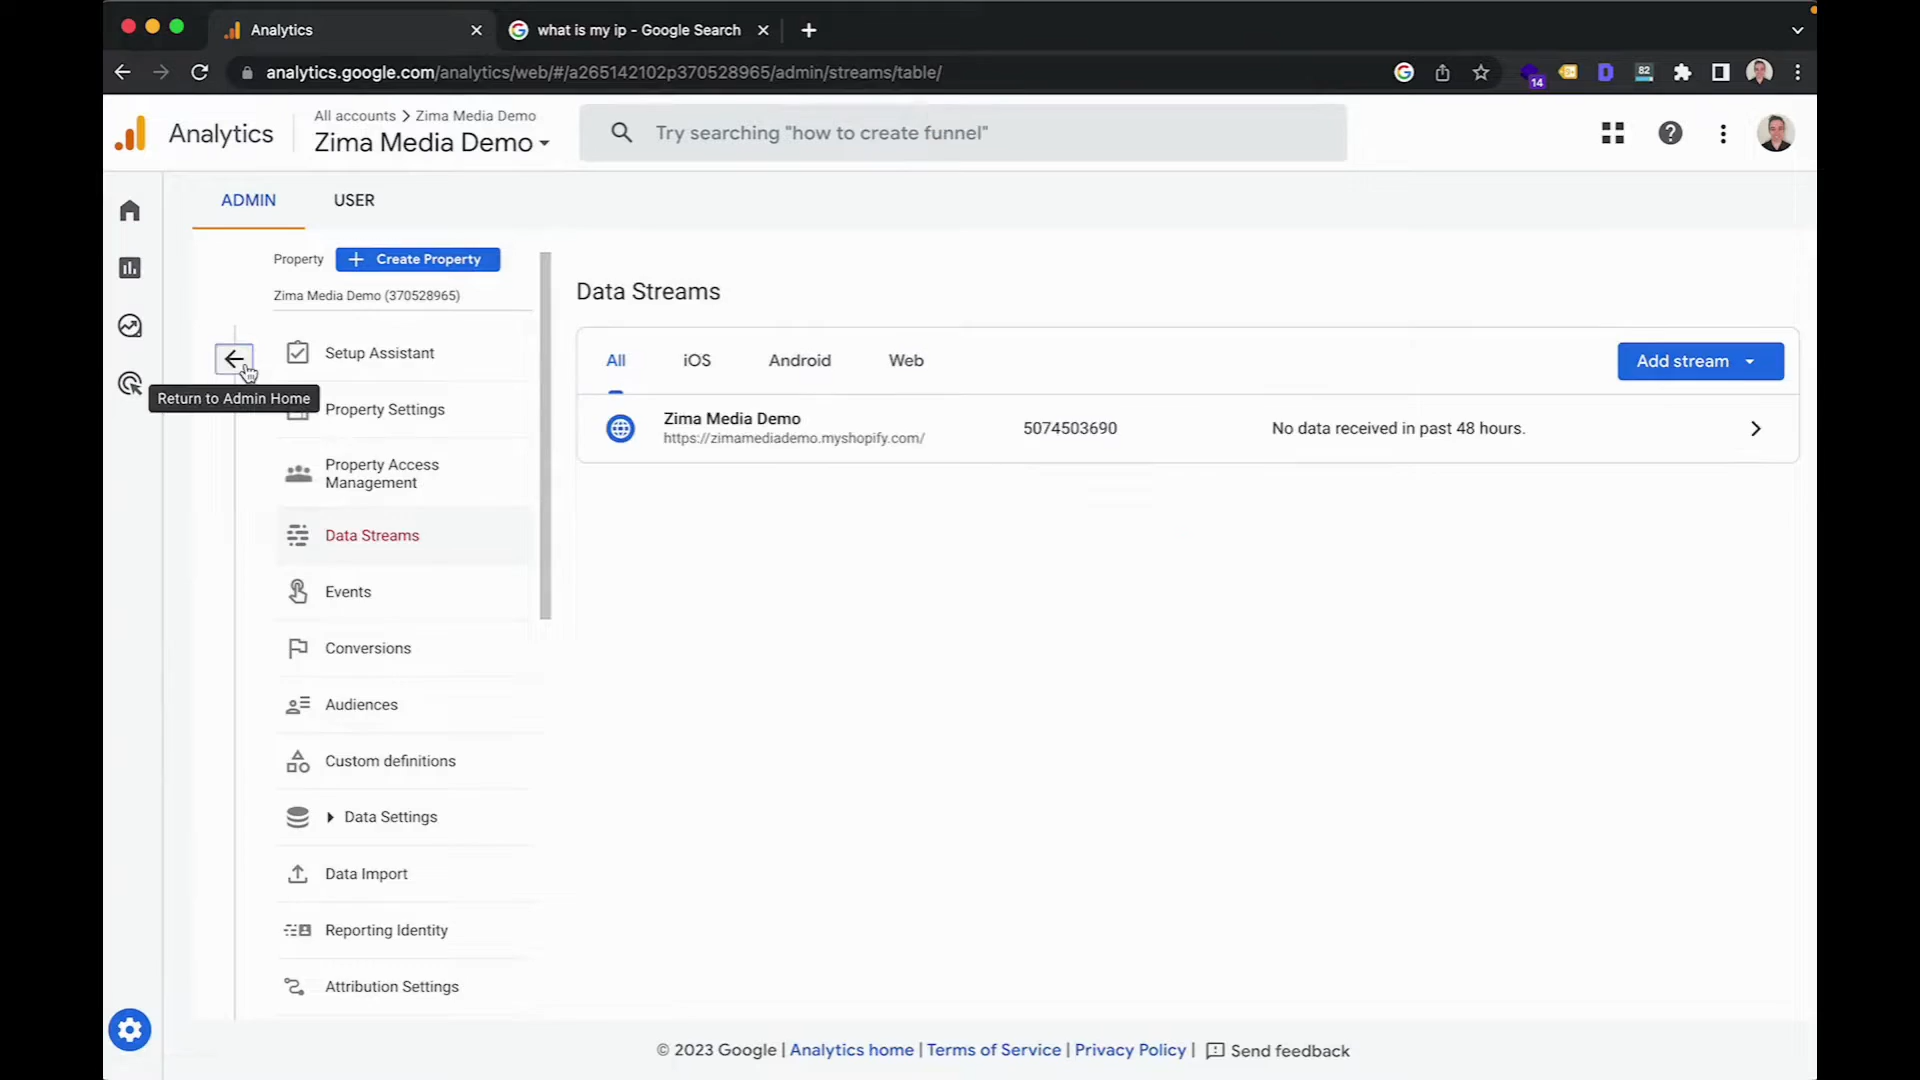 Analytics
what is my ip - Google Search
analytics.google.com/analytics/web/#/a265142102p370528965/admin/streams/table/
14
82
Analytics
All accounts > Zima Media Demo
Zima Media Demo
Try searching "how to create funnel"
ADMIN
USER
Property
Create Property
Zima Media Demo (370528965)
Return to Admin Home
Setup Assistant
Property Settings
Property Access
Management
Data Streams
Events
Conversions
Audiences
Custom definitions
Data Settings
Data Import
Reporting Identity
Attribution Settings
Data Streams
All
iOS
Android
Web
Add stream
Zima Media Demo
https://zimamediademo.myshopify.com/
5074503690
No data received in past 48 hours.
© 2023 Google | Analytics home | Terms of Service | Privacy Policy | Send feedback